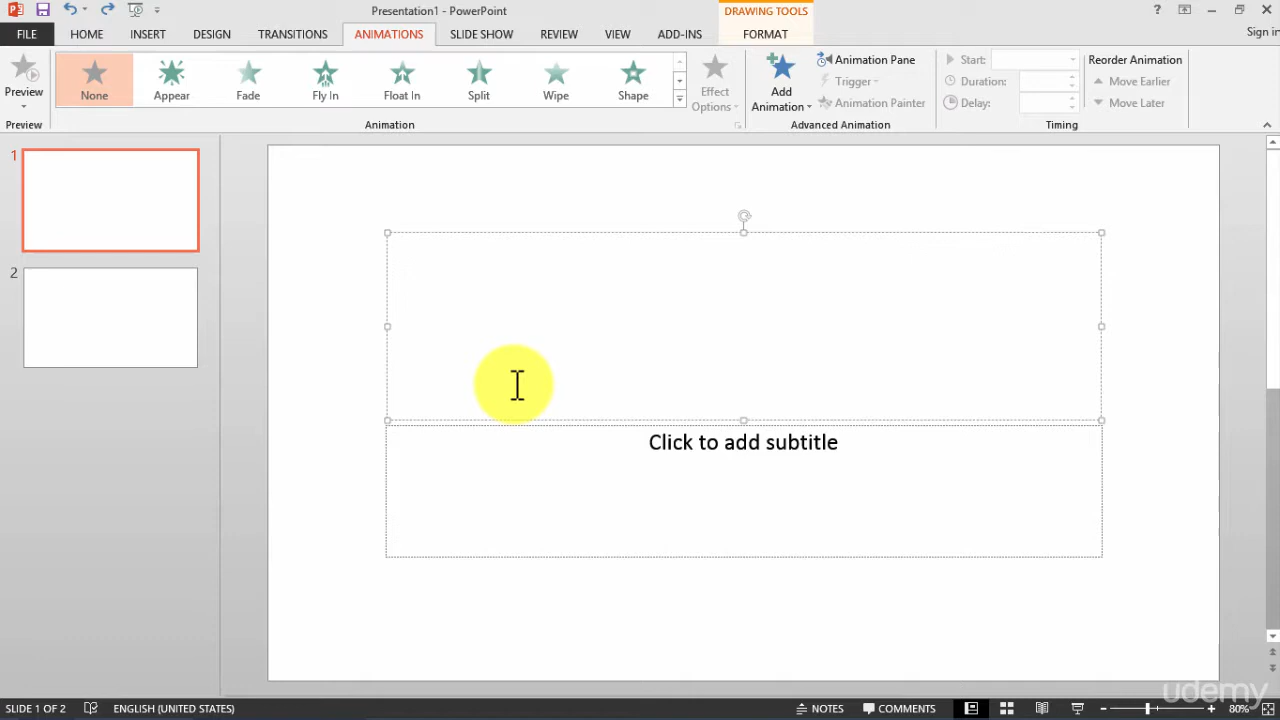 Presentation1 - PowerPoint
DRAWING TOOLS
?
FILE
HOME
INSERT
DESIGN
TRANSITIONS
ANIMATIONS
SLIDE SHOW
REVIEW
VIEW
ADD-INS
FORMAT
Sign in
Preview
None
Appear
Fade
Fly In
Float In
Split
Wipe
Shape
Effect
Options
Add
Animation
Animation Pane
Trigger
Animation Painter
Start:
Duration:
Delay:
Reorder Animation
Move Earlier
Move Later
Preview
Animation
Advanced Animation
Timing
1
2
Click to add subtitle
udemy
SLIDE 1 OF 2
ENGLISH (UNITED STATES)
NOTES
COMMENTS
80%